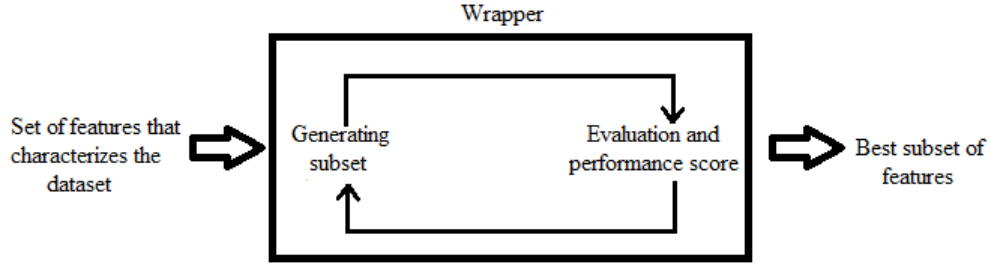 Wrapper
Set of features that
characterizes the
dataset
Generating
subset
Evaluation and
performance score
Best subset of
features